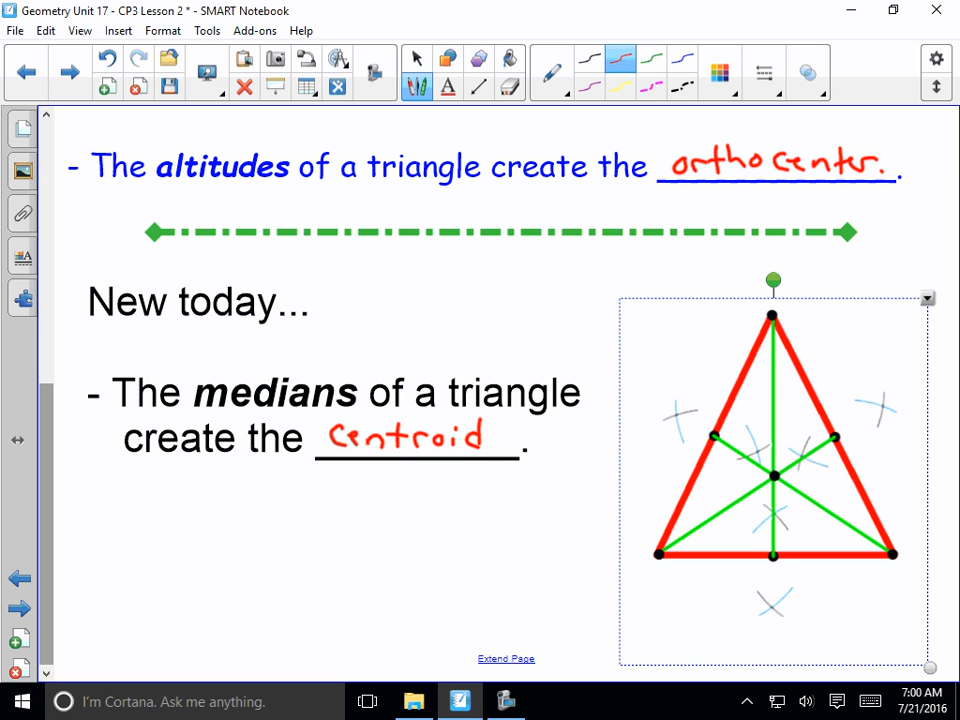 Geometry Unit 17 - CP3 Lesson 2 * - SMART Notebook
File Edit View Insert Format Tools Add-ons Help
- The altitudes of a triangle create the orthocenter.
New today...
- The medians of a triangle
create the centroid.
Extend Page
I'm Cortana. Ask me anything.
7:00 AM
7/21/2016